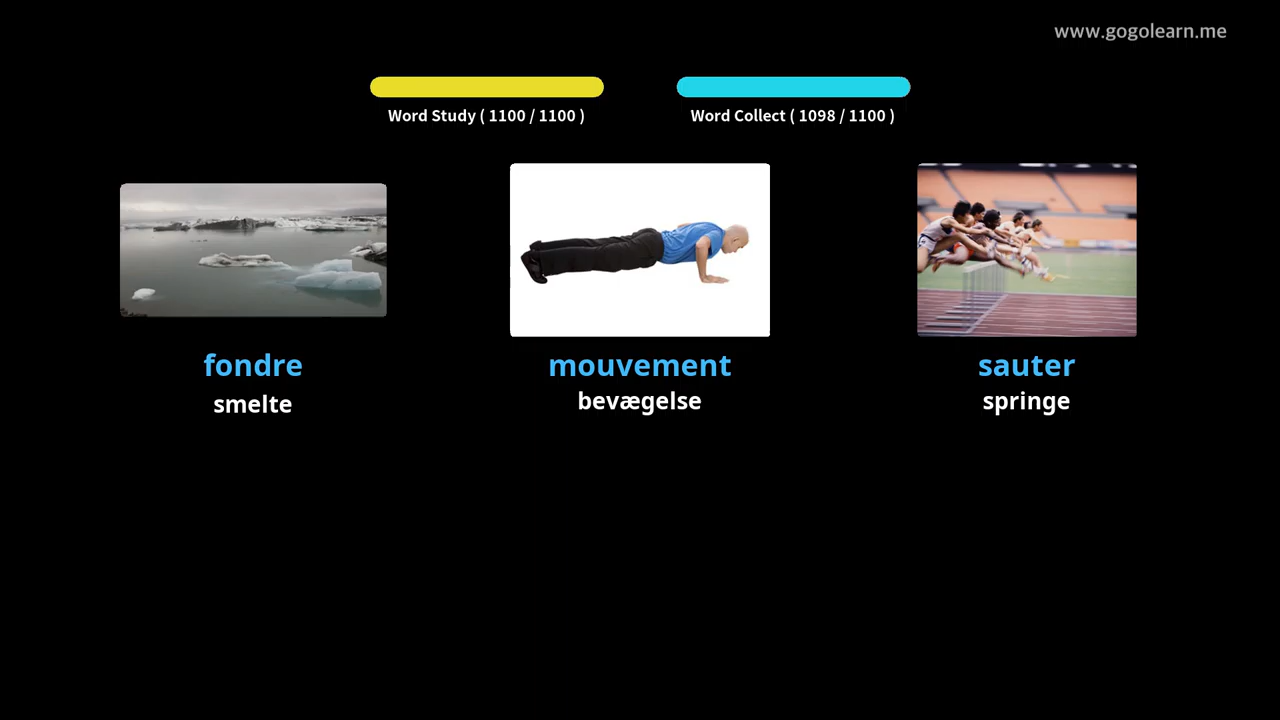 www.gogolearn.me
Word Study ( 1100 / 1100 )
Word Collect ( 1098 / 1100 )
fondre
smelte
mouvement
bevægelse
sauter
springe